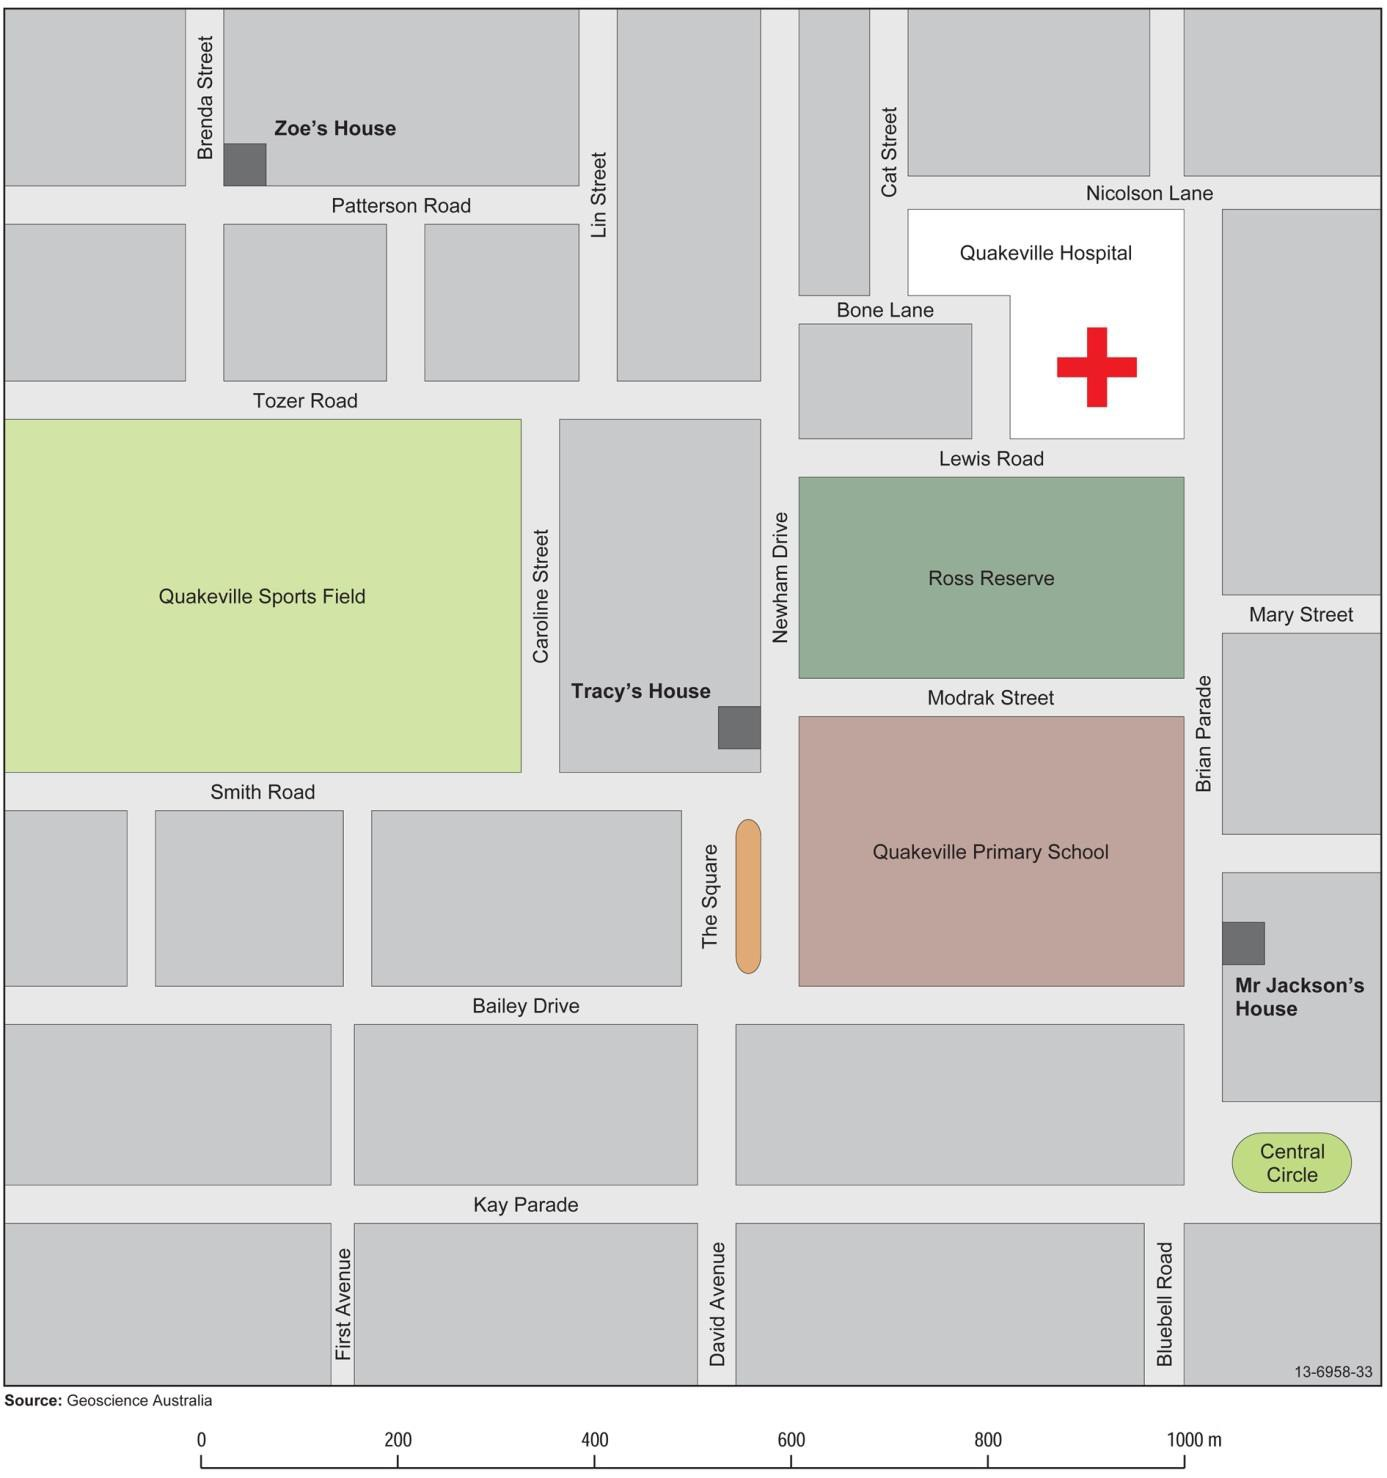 Brenda Street
Zoe's House
Cat Street
Lin Street
Nicolson Lane
Patterson Road
Quakeville Hospital
Bone Lane
Tozer Road
Lewis Road
Caroline Street
Newham Drive
Ross Reserve
Quakeville Sports Field
Mary Street
Tracy's House
Modrak Street
Brian Parade
Smith Road
Quakeville Primary School
The Square
Mr Jackson's
House
Bailey Drive
Central
Circle
Kay Parade
First Avenue
David Avenue
Bluebell Road
13-6958-33
Source: Geoscience Australia
0 200 400 600 800 1000 m